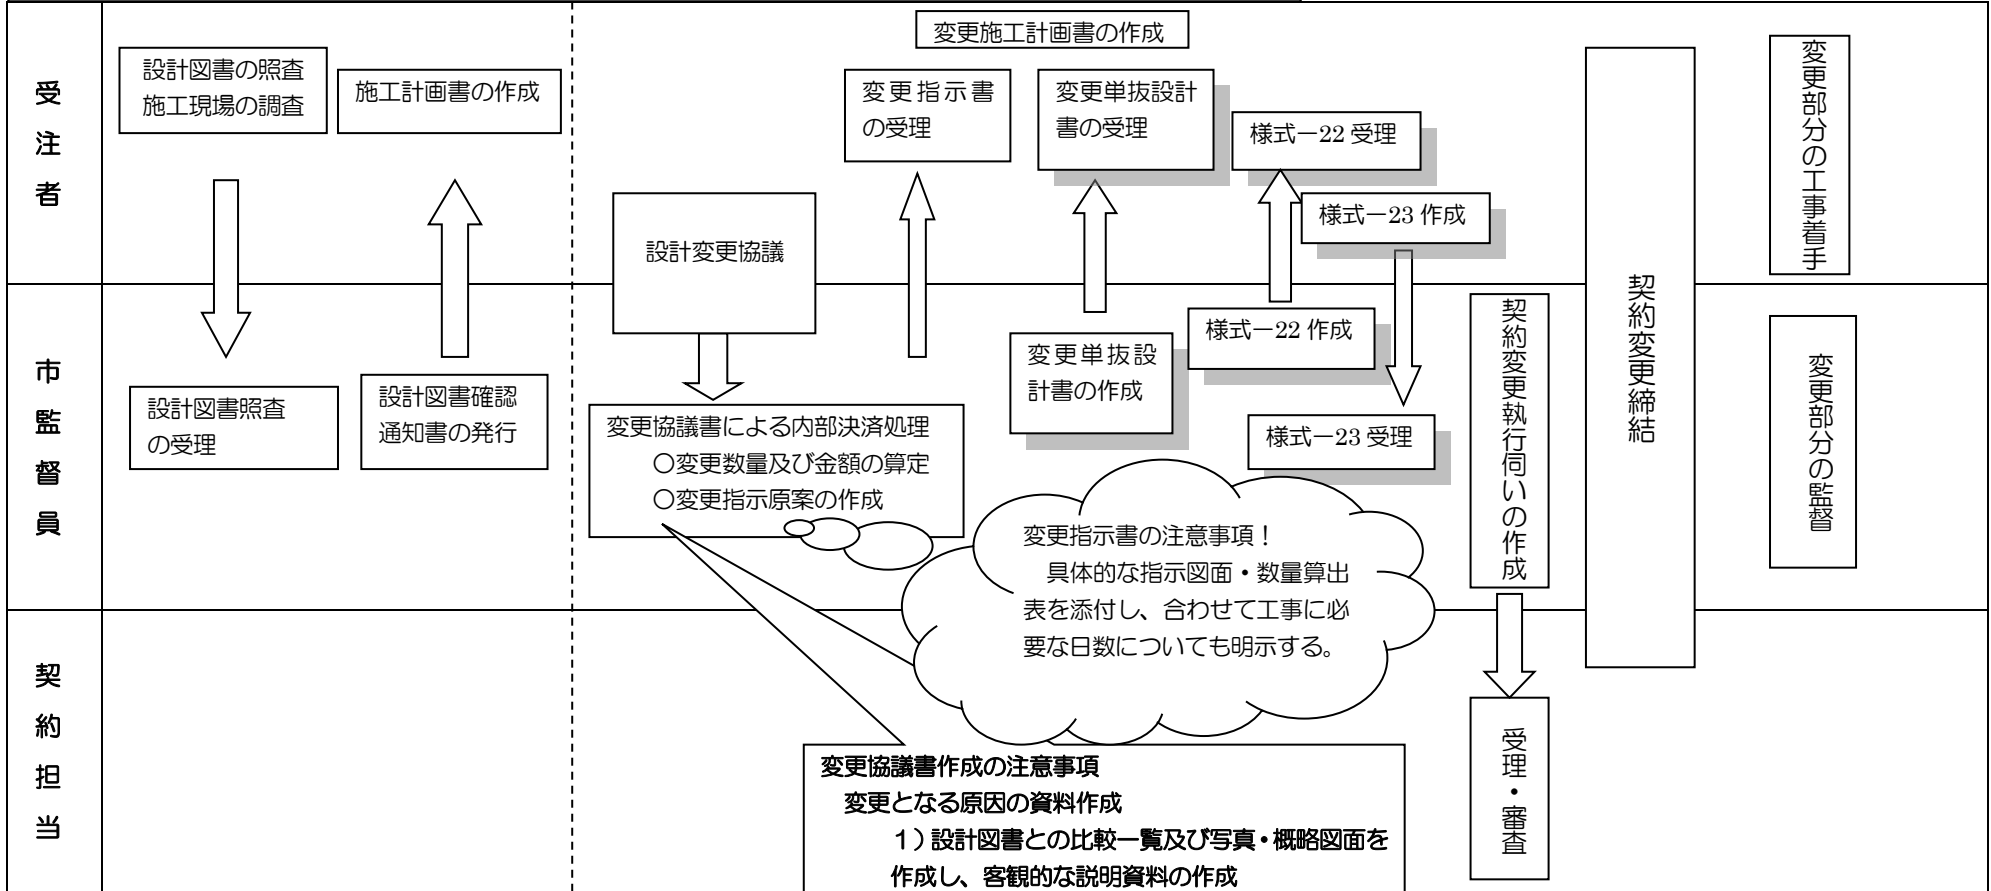 受注者
設計図書の照査
施工現場の調査
施工計画書の作成
変更施工計画書の作成
変更指示書
の受理
変更単抜設計
書の受理
様式－22 受理
様式－23 作成
設計変更協議
変更部分の工事着手
契約変更締結
市監督員
設計図書照査
の受理
設計図書確認
通知書の発行
変更協議書による内部決済処理
○変更数量及び金額の算定
○変更指示原案の作成
変更単抜設
計書の作成
様式－22 作成
様式－23 受理
契約変更執行伺いの作成
変更部分の監督
変更指示書の注意事項！
具体的な指示図面・数量算出
表を添付し、合わせて工事に必
要な日数についても明示する。
契約担当
変更協議書作成の注意事項
変更となる原因の資料作成
１）設計図書との比較一覧及び写真・概略図面を
作成し、客観的な説明資料の作成
受理・審査